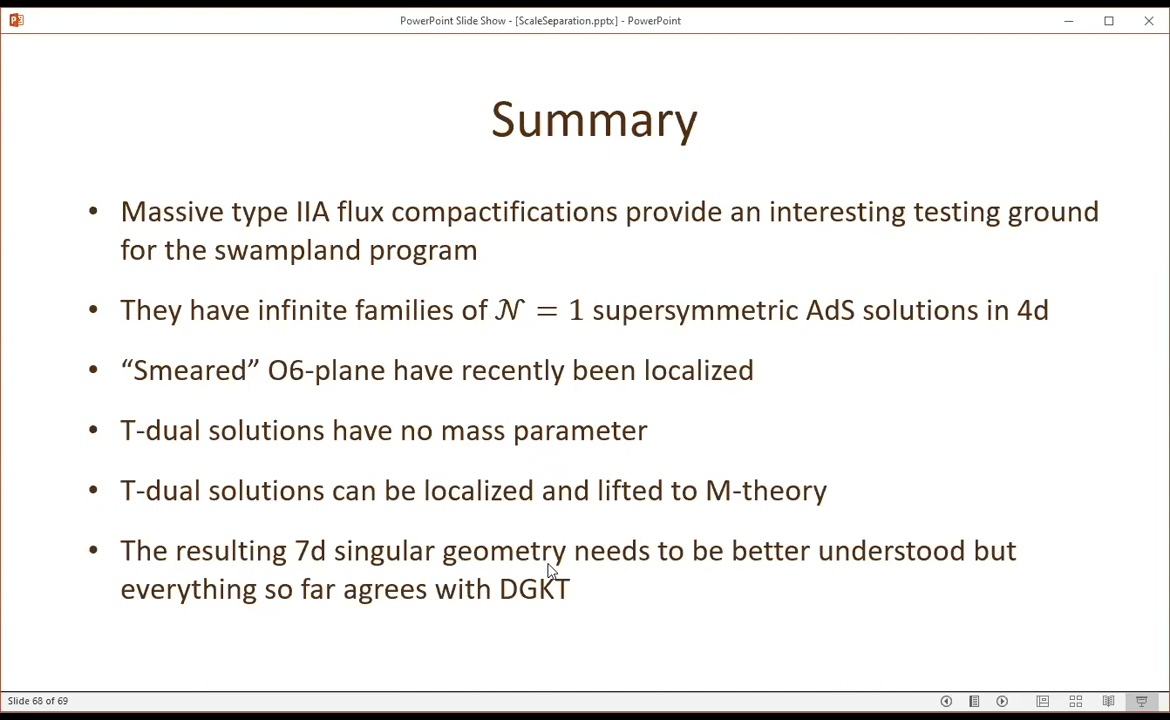 PowerPoint Slide Show - [ScaleSeparation.pptx] - PowerPoint
Summary
• Massive type IIA flux compactifications provide an interesting testing ground
for the swampland program
• They have infinite families of 𝒩 = 1 supersymmetric AdS solutions in 4d
• “Smeared” O6-plane have recently been localized
• T-dual solutions have no mass parameter
• T-dual solutions can be localized and lifted to M-theory
• The resulting 7d singular geometry needs to be better understood but
everything so far agrees with DGKT
Slide 68 of 69